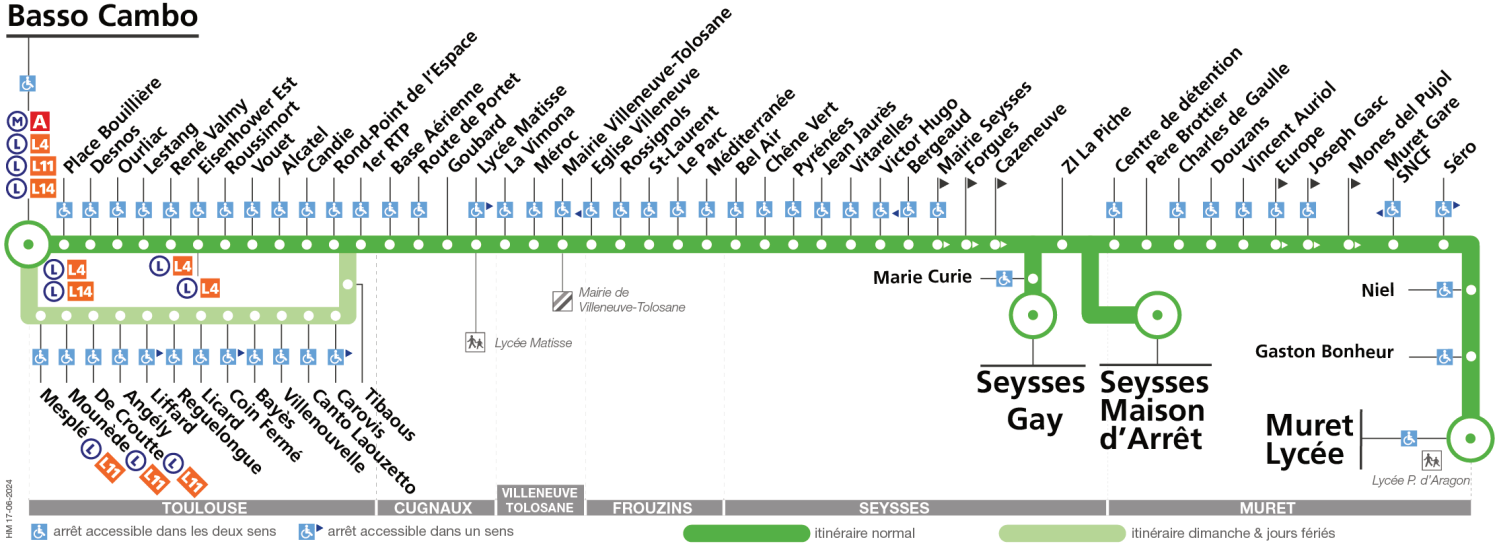 Basso Cambo
M A
L L4
L L11
L L14
Place Bouillière
Desnos
Ourliac
Lestang
René Valmy
Eisenhower Est
Roussimort
Vouet
Alcatel
Candie
Rond-Point de l'Espace
1er RTP
Base Aérienne
Route de Portet
Goubard
Lycée Matisse
La Vimona
Méroc
Mairie Villeneuve-Tolosane
Eglise Villeneuve
Rossignols
St-Laurent
Le Parc
Méditerranée
Bel Air
Chêne Vert
Pyrénées
Jean Jaurès
Vitarelles
Victor Hugo
Bergeaud
Mairie Seysses
Forgues
Cazeneuve
ZI La Piche
Centre de détention
Père Brottier
Charles de Gaulle
Douzans
Vincent Auriol
Europe
Joseph Gasc
Mones del Pujol
Muret Gare
SNCF
Séro
L L4
L L14
L L4
L L4
Mairie de
Villeneuve-Tolosane
Lycée Matisse
Marie Curie
Niel
Gaston Bonheur
Seysses
Gay
Seysses
Maison
d'Arrêt
Muret
Lycée
Lycée P. d'Aragon
Mesplé L L11
Mounède L L11
De Croutte L L11
Angély
Liffard
Reguelongue
Licard
Coin Fermé
Bayès
Villenouvelle
Canto Laouzetto
Carovis
Tibaous
HM 17-06-2024
TOULOUSE
CUGNAUX
VILLENEUVE
TOLOSANE
FROUZINS
SEYSSES
MURET
arrêt accessible dans les deux sens
arrêt accessible dans un sens
itinéraire normal
itinéraire dimanche & jours fériés